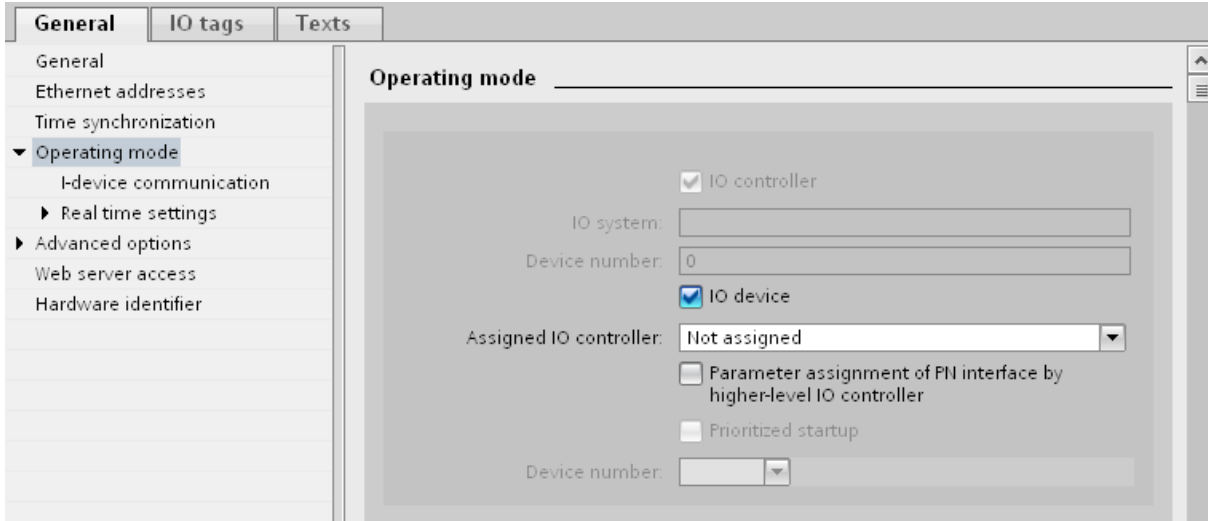 General IO tags Texts
General
Ethernet addresses
Time synchronization
Operating mode
I-device communication
Real time settings
Advanced options
Web server access
Hardware identifier
Operating mode
IO controller
IO system:
Device number: 0
IO device
Assigned IO controller: Not assigned
Parameter assignment of PN interface by
higher-level IO controller
Prioritized startup
Device number: